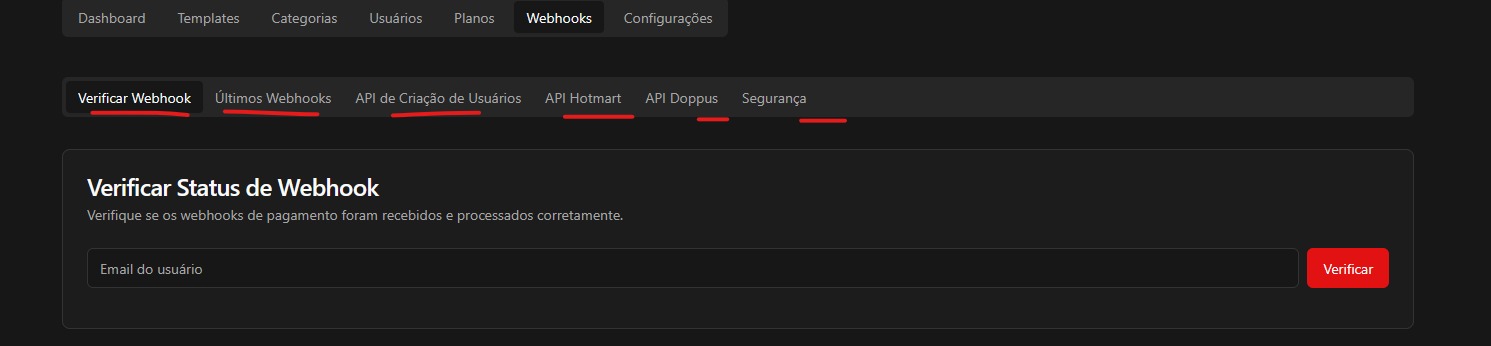 Dashboard Templates Categorias Usuários Planos Webhooks Configurações
Verificar Webhook Últimos Webhooks API de Criação de Usuários API Hotmart API Doppus Segurança
Verificar Status de Webhook
Verifique se os webhooks de pagamento foram recebidos e processados corretamente.
Email do usuário Verificar